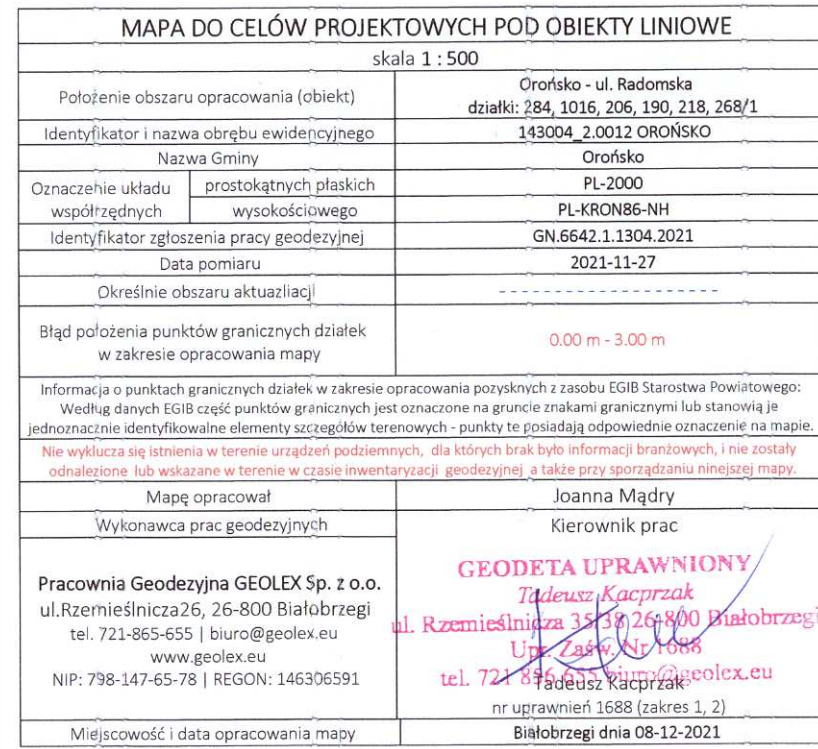 MAPA DO CELÓW PROJEKTOWYCH POD OBIEKTY LINIOWE
skala 1 : 500
Położenie obszaru opracowania (obiekt)
Orońsko - ul. Radomska
działki: 284, 1016, 206, 190, 218, 268/1
Identyfikator i nazwa obrębu ewidencyjnego
143004_2.0012 OROŃSKO
Nazwa Gminy
Orońsko
Oznaczenie układu
współrzędnych
prostokątnych płaskich
PL-2000
wysokościowego
PL-KRON86-NH
Identyfikator zgłoszenia pracy geodezyjnej
GN.6642.1.1304.2021
Data pomiaru
2021-11-27
Określnie obszaru aktuazliacji
Błąd położenia punktów granicznych działek
w zakresie opracowania mapy
0.00 m - 3.00 m
Informacja o punktach granicznych działek w zakresie opracowania pozysknych z zasobu EGIB Starostwa Powiatowego:
Według danych EGIB część punktów granicznych jest oznaczone na gruncie znakami granicznymi lub stanowią je
jednoznacznie identyfikowalne elementy szczegółów terenowych - punkty te posiadają odpowiednie oznaczenie na mapie.
Nie wyklucza się istnienia w terenie urządzeń podziemnych, dla których brak było informacji branżowych, i nie zostały
odnalezione lub wskazane w terenie w czasie inwentaryzacji geodezyjnej a także przy sporządzaniu ninejszej mapy.
Mapę opracował
Joanna Mądry
Wykonawca prac geodezyjnych
Kierownik prac
Pracownia Geodezyjna GEOLEX Sp. z o.o.
ul.Rzemieślnicza26, 26-800 Białobrzegi
tel. 721-865-655 | biuro@geolex.eu
www.geolex.eu
NIP: 798-147-65-78 | REGON: 146306591
GEODETA UPRAWNIONY
Tadeusz Kacprzak
ul. Rzemieślnicza 35/38 26-800 Białobrzegi
Upr. Zaśw. Nr 1688
tel. 721 856 655 biuro@geolex.eu
Tadeusz Kacprzak
nr uprawnień 1688 (zakres 1, 2)
Miejscowość i data opracowania mapy
Białobrzegi dnia 08-12-2021